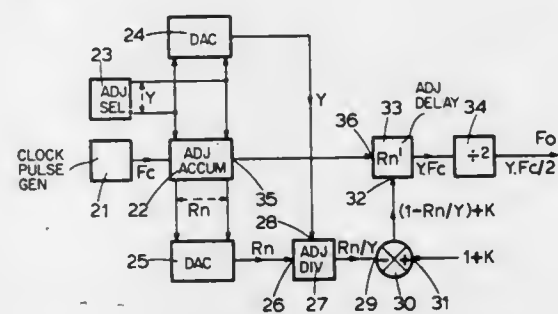 24
DAC
23
ADJ
SEL
Y
Y
ADJ
DELAY
33
34
36
Rn'
÷2
Fo
CLOCK
PULSE
GEN
Fc
ADJ
ACCUM
Y.Fc
Y.Fc/2
21
22
35
32
Rn
28
(1-Rn/Y)+K
25
DAC
Rn
ADJ
DIV
Rn/Y
- +
1+K
26
27
29
30
31